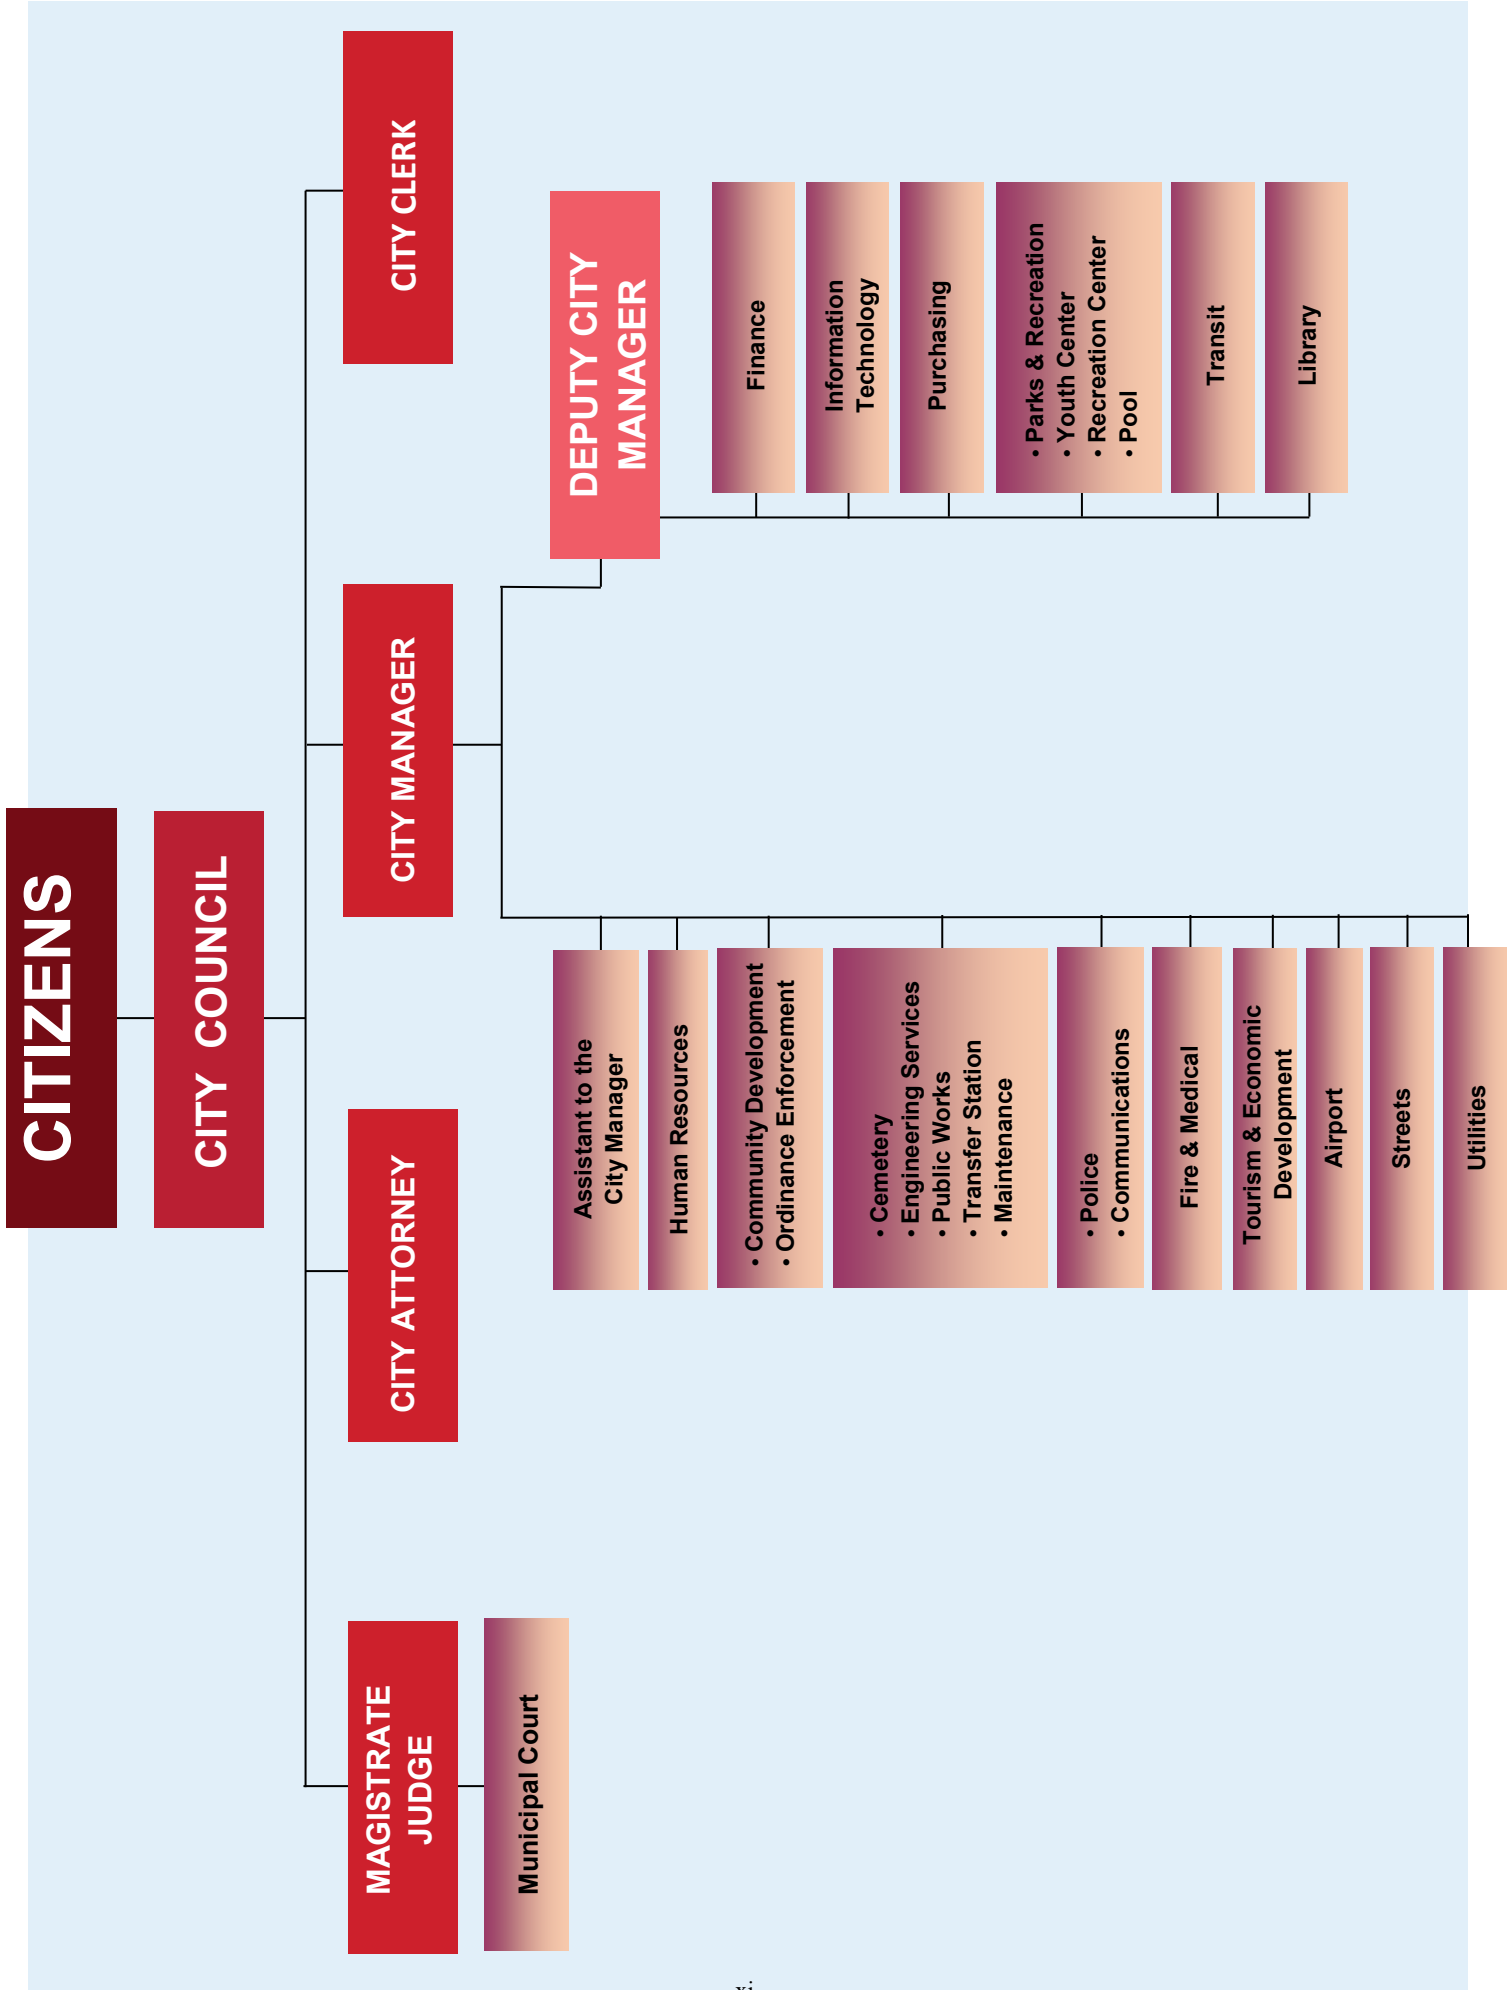 CITIZENS
CITY COUNCIL
MAGISTRATE
JUDGE
CITY ATTORNEY
CITY MANAGER
CITY CLERK
Municipal Court
DEPUTY CITY
MANAGER
Assistant to the
City Manager
Human Resources
• Community Development
• Ordinance Enforcement
• Cemetery
• Engineering Services
• Public Works
• Transfer Station
• Maintenance
• Police
• Communications
Fire & Medical
Tourism & Economic
Development
Airport
Streets
Utilities
Finance
Information
Technology
Purchasing
• Parks & Recreation
• Youth Center
• Recreation Center
• Pool
Transit
Library
xi